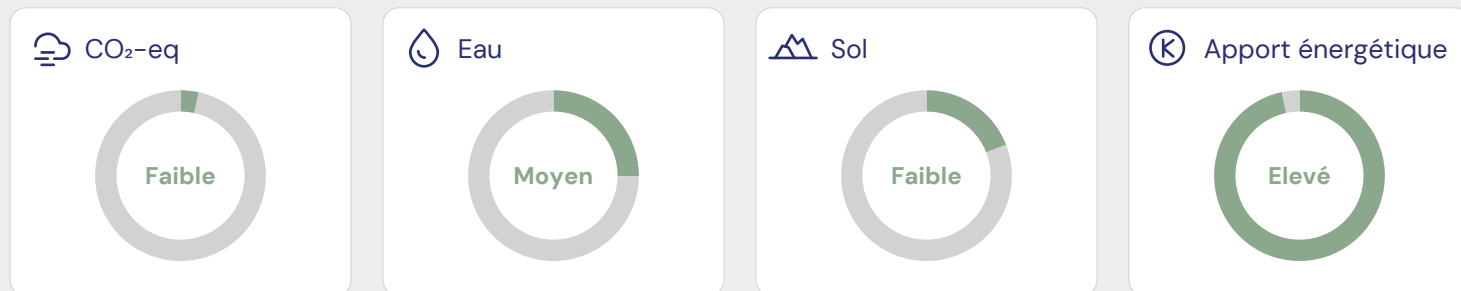 CO₂-eq
Faible
Eau
Moyen
Sol
Faible
Apport énergétique
Elevé